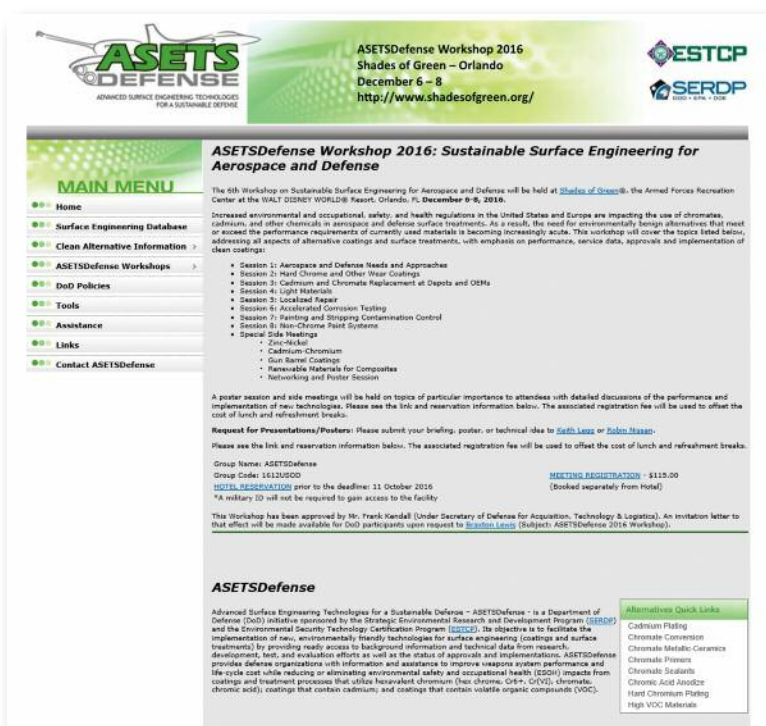 ASETS
DEFENSE
ADVANCED SURFACE ENGINEERING TECHNOLOGIES
FOR A SUSTAINABLE DEFENSE
ASETSDefense Workshop 2016
Shades of Green – Orlando
December 6 – 8
http://www.shadesofgreen.org/
ESTCP
SERDP
DOD • EPA • DOE
MAIN MENU
Home
Surface Engineering Database
Clean Alternative Information >
ASETSDefense Workshops >
DoD Policies
Tools
Assistance
Links
Contact ASETSDefense
ASETSDefense Workshop 2016: Sustainable Surface Engineering for
Aerospace and Defense
The 6th Workshop on Sustainable Surface Engineering for Aerospace and Defense will be held at Shades of Green®, the Armed Forces Recreation
Center at the WALT DISNEY WORLD® Resort, Orlando, FL December 6-8, 2016.
Increased environmental and occupational, safety, and health regulations in the United States and Europe are impacting the use of chromates,
cadmium, and other chemicals in aerospace and defense surface treatments. As a result, the need for environmentally benign alternatives that meet
or exceed the performance requirements of currently used materials is becoming increasingly acute. This workshop will cover the topics listed below,
addressing all aspects of alternative coatings and surface treatments, with emphasis on performance, service data, approvals and implementation of
clean coatings:
• Session 1: Aerospace and Defense Needs and Approaches
• Session 2: Hard Chrome and Other Wear Coatings
• Session 3: Cadmium and Chromate Replacement at Depots and OEMs
• Session 4: Light Materials
• Session 5: Localized Repair
• Session 6: Accelerated Corrosion Testing
• Session 7: Painting and Stripping Contamination Control
• Session 8: Non-Chrome Paint Systems
• Special Side Meetings
• Zinc-Nickel
• Cadmium-Chromium
• Gun Barrel Coatings
• Renewable Materials for Composites
• Networking and Poster Session
A poster session and side meetings will be held on topics of particular importance to attendees with detailed discussions of the performance and
implementation of new technologies. Please see the link and reservation information below. The associated registration fee will be used to offset the
cost of lunch and refreshment breaks.
Request for Presentations/Posters: Please submit your briefing, poster, or technical idea to Keith Legg or Robin Nissan.
Please see the link and reservation information below. The associated registration fee will be used to offset the cost of lunch and refreshment breaks.
Group Name: ASETSDefense
Group Code: 1612USOD
MEETING REGISTRATION - $115.00
HOTEL RESERVATION prior to the deadline: 11 October 2016
(Booked separately from Hotel)
*A military ID will not be required to gain access to the facility
This Workshop has been approved by Mr. Frank Kendall (Under Secretary of Defense for Acquisition, Technology & Logistics). An invitation letter to
that effect will be made available for DoD participants upon request to Braxton Lewis (Subject: ASETSDefense 2016 Workshop).
ASETSDefense
Advanced Surface Engineering Technologies for a Sustainable Defense – ASETSDefense - is a Department of
Defense (DoD) initiative sponsored by the Strategic Environmental Research and Development Program (SERDP)
and the Environmental Security Technology Certification Program (ESTCP). Its objective is to facilitate the
implementation of new, environmentally friendly technologies for surface engineering (coatings and surface
treatments) by providing ready access to background information and technical data from research,
development, test, and evaluation efforts as well as the status of approvals and implementations. ASETSDefense
provides defense organizations with information and assistance to improve weapons system performance and
life-cycle cost while reducing or eliminating environmental safety and occupational health (ESOH) impacts from
coatings and treatment processes that utilize hexavalent chromium (hex chrome, Cr6+, Cr(VI), chromate,
chromic acid); coatings that contain cadmium; and coatings that contain volatile organic compounds (VOC).
Alternatives Quick Links
Cadmium Plating
Chromate Conversion
Chromate Metallic-Ceramics
Chromate Primers
Chromate Sealants
Chromic Acid Anodize
Hard Chromium Plating
High VOC Materials